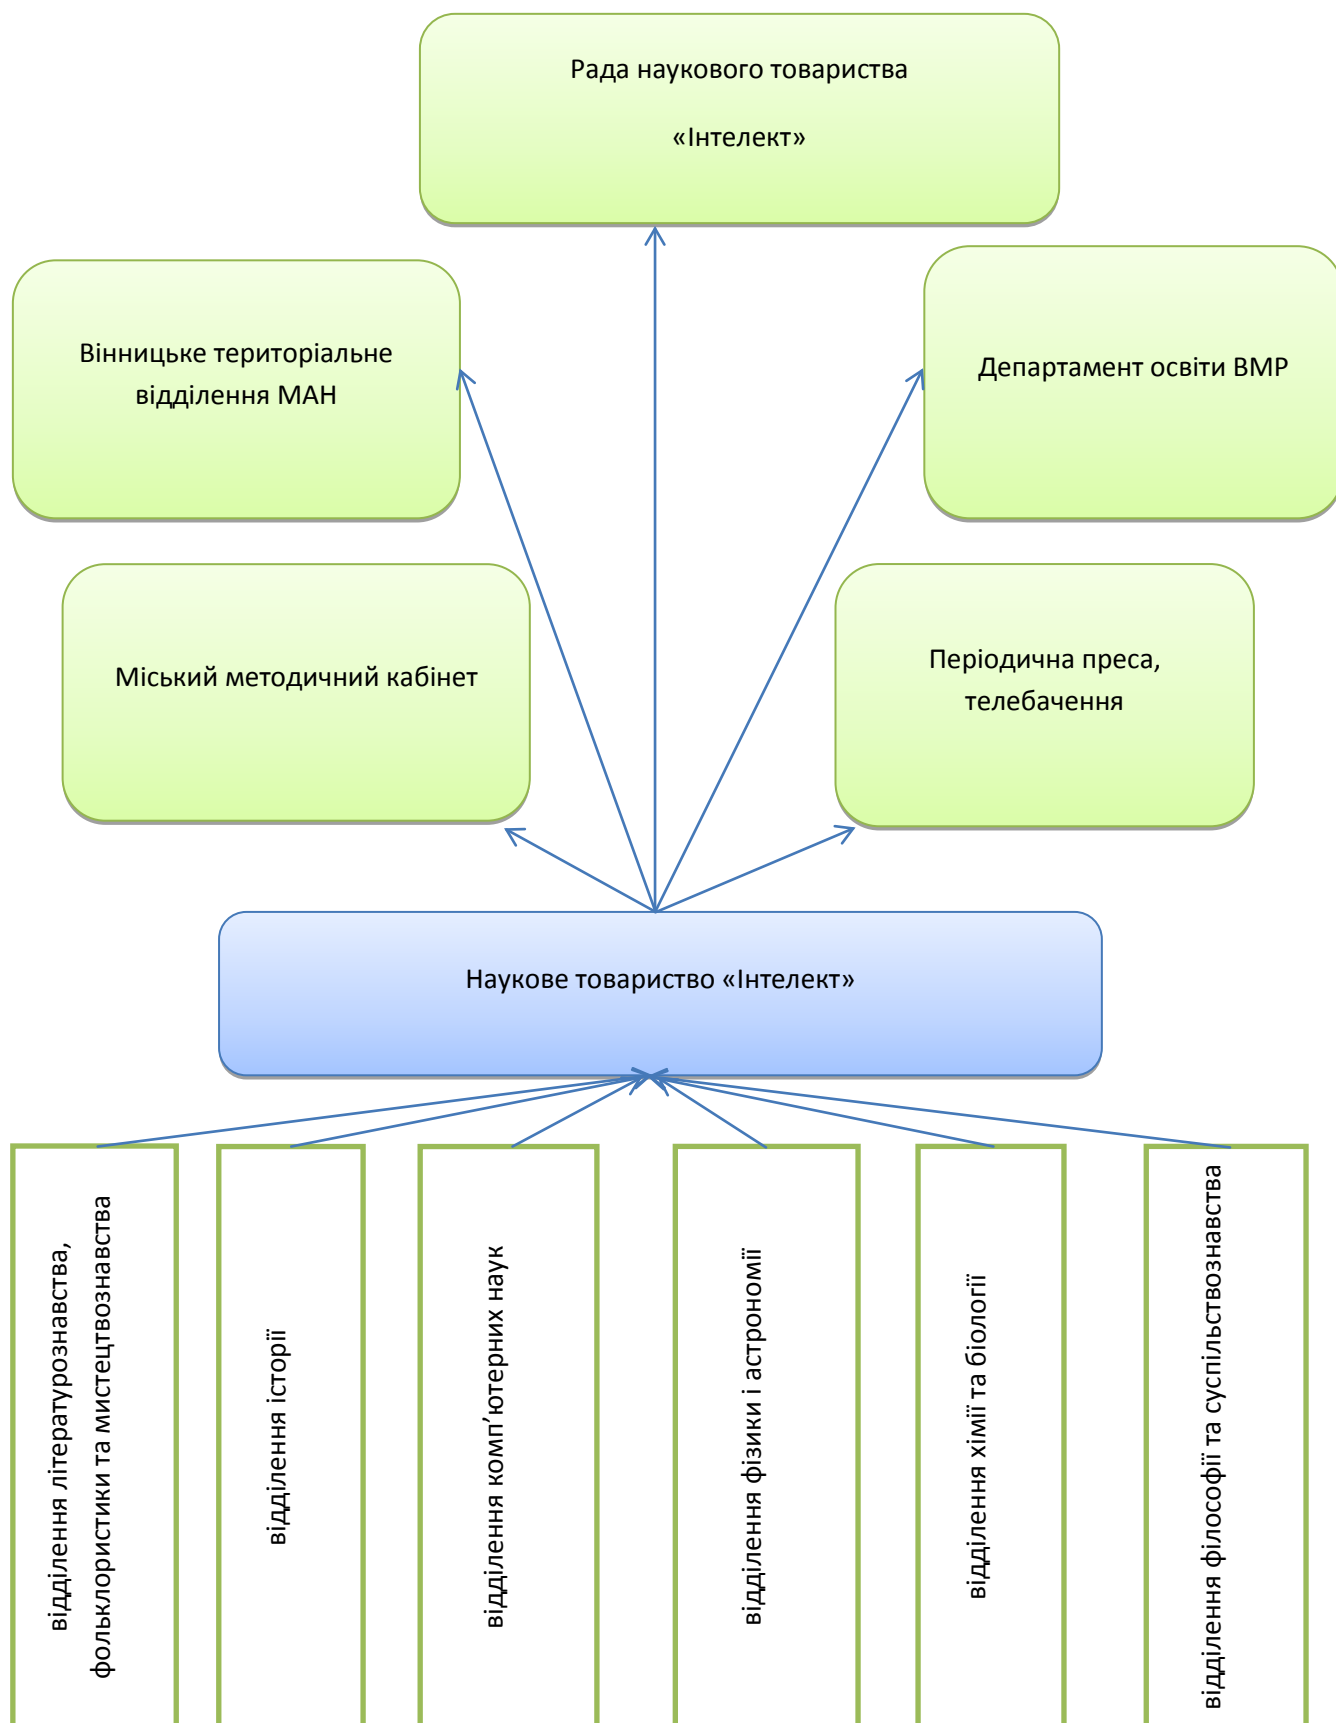 Рада наукового товариства
«Інтелект»
Вінницьке територіальне
відділення МАН
Департамент освіти ВМР
Міський методичний кабінет
Періодична преса,
телебачення
Наукове товариство «Інтелект»
відділення літературознавства,
фольклористики та мистецтвознавства
відділення історії
відділення комп’ютерних наук
відділення фізики і астрономії
відділення хімії та біології
відділення філософії та суспільствознавства